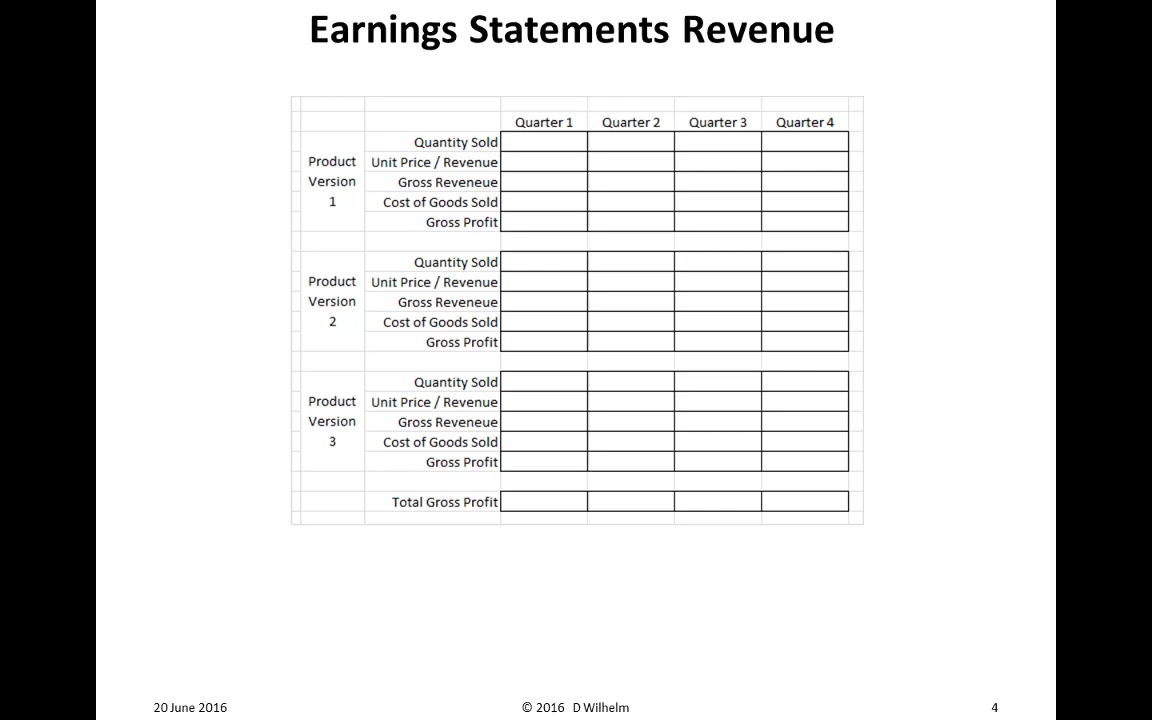 Earnings Statements Revenue
Quarter 1 Quarter 2 Quarter 3 Quarter 4
Product Version 1
Quantity Sold
Unit Price / Revenue
Gross Reveneue
Cost of Goods Sold
Gross Profit
Product Version 2
Quantity Sold
Unit Price / Revenue
Gross Reveneue
Cost of Goods Sold
Gross Profit
Product Version 3
Quantity Sold
Unit Price / Revenue
Gross Reveneue
Cost of Goods Sold
Gross Profit
Total Gross Profit
20 June 2016 © 2016 D Wilhelm 4